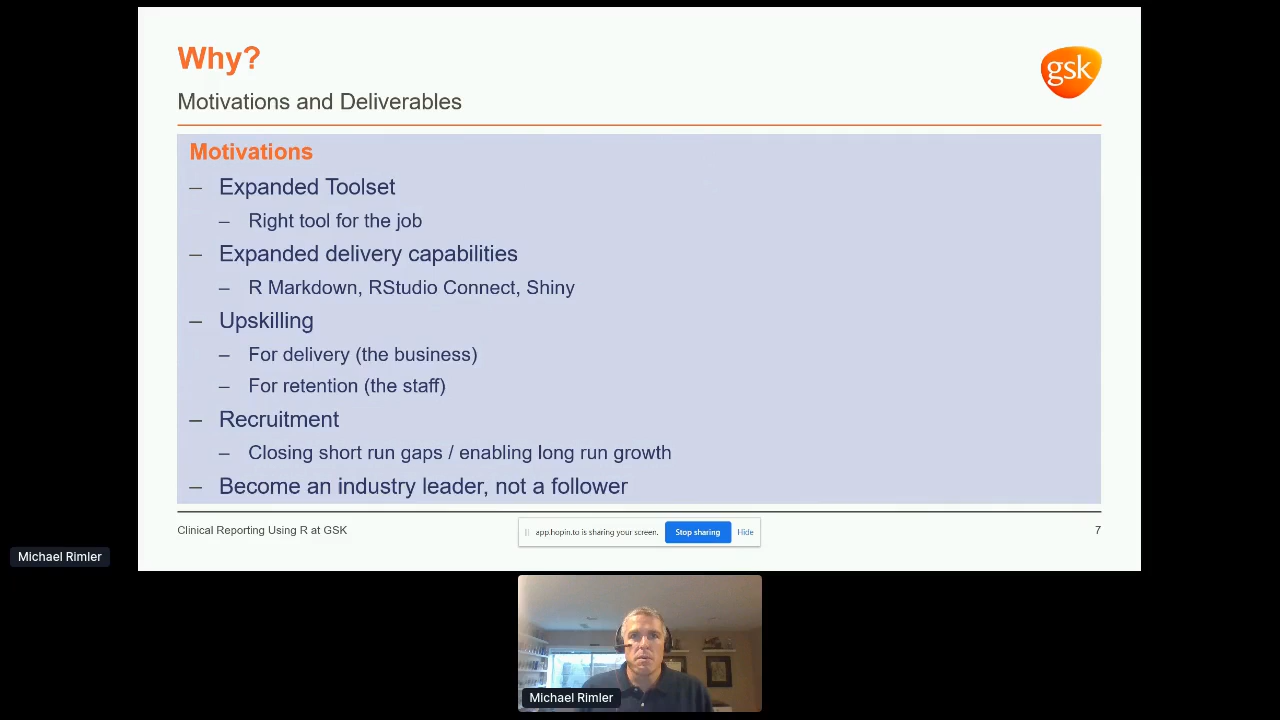 Why?
gsk
Motivations and Deliverables
Motivations
– Expanded Toolset
– Right tool for the job
– Expanded delivery capabilities
– R Markdown, RStudio Connect, Shiny
– Upskilling
– For delivery (the business)
– For retention (the staff)
– Recruitment
– Closing short run gaps / enabling long run growth
– Become an industry leader, not a follower
Clinical Reporting Using R at GSK
app.hopin.to is sharing your screen.
Stop sharing
Hide
7
Michael Rimler
Michael Rimler